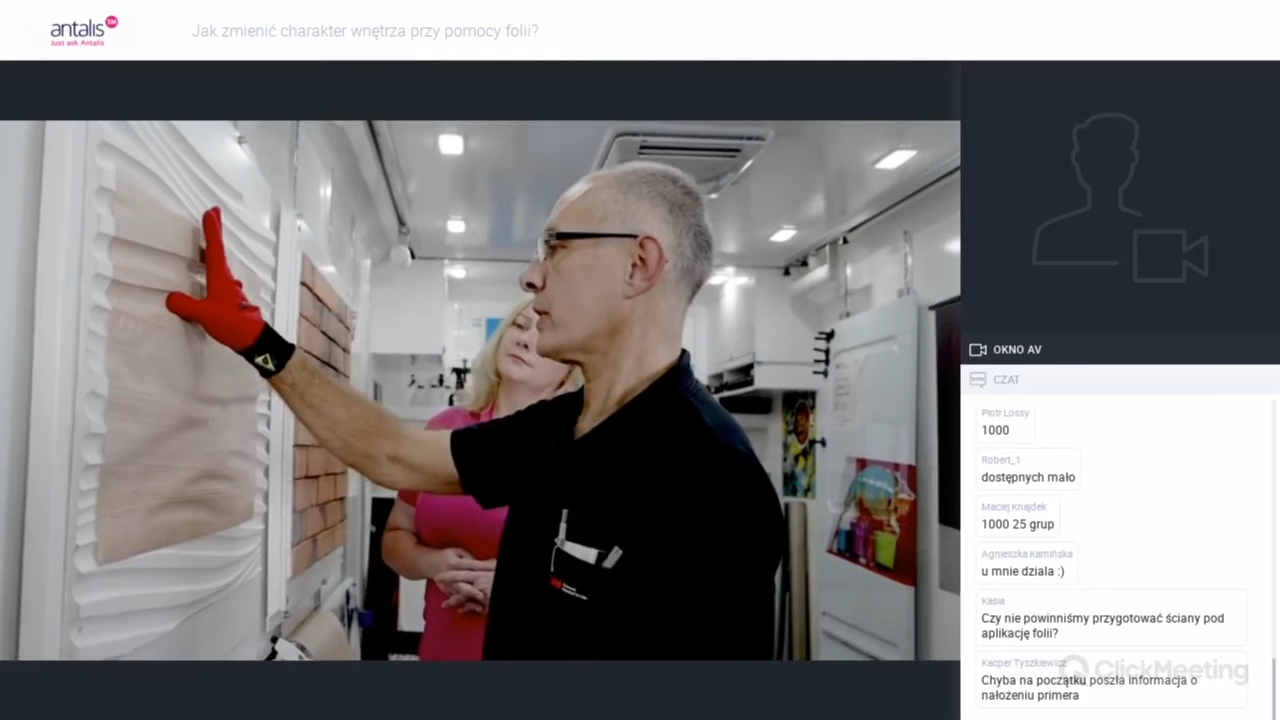 antalis™
Just ask Antalis
Jak zmienić charakter wnętrza przy pomocy folii?
OKNO AV
CZAT
Piotr Lossy
1000
Robert_1
dostępnych mało
Maciej Knajdek
1000 25 grup
Agnieszka Kamińska
u mnie dziala :)
Kasia
Czy nie powinniśmy przygotować ściany pod
aplikację folii?
Kacper Tyszkiewicz
ClickMeeting
Chyba na początku poszła informacja o
nałożeniu primera